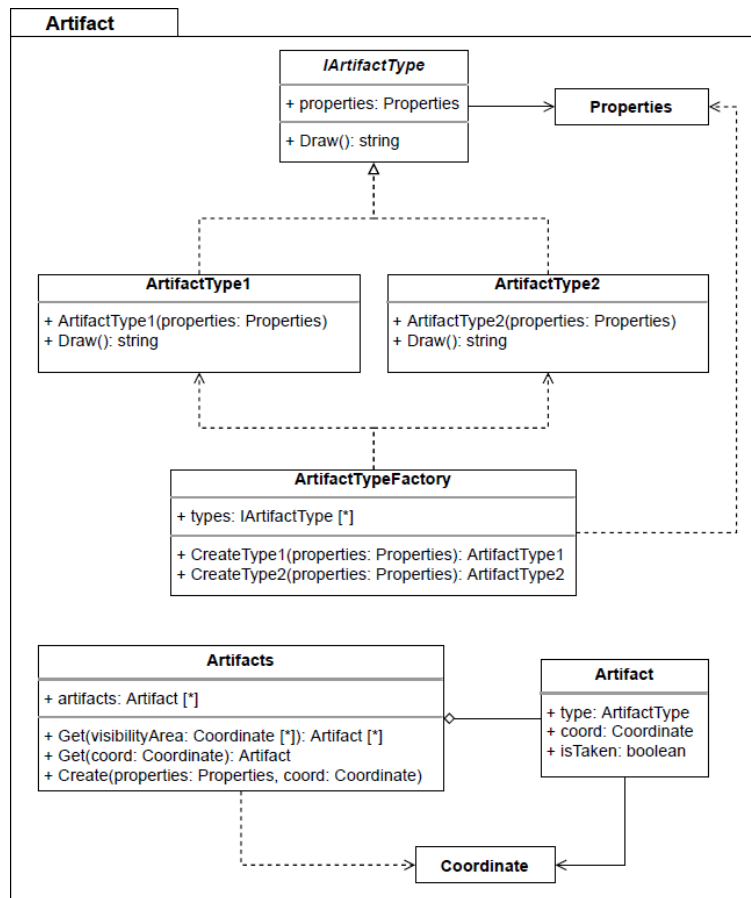 Artifact
IArtifactType
+ properties: Properties
+ Draw(): string
Properties
ArtifactType1
+ ArtifactType1(properties: Properties)
+ Draw(): string
ArtifactType2
+ ArtifactType2(properties: Properties)
+ Draw(): string
ArtifactTypeFactory
+ types: IArtifactType [*]
+ CreateType1(properties: Properties): ArtifactType1
+ CreateType2(properties: Properties): ArtifactType2
Artifacts
+ artifacts: Artifact [*]
+ Get(visibilityArea: Coordinate [*]): Artifact [*]
+ Get(coord: Coordinate): Artifact
+ Create(properties: Properties, coord: Coordinate)
Artifact
+ type: ArtifactType
+ coord: Coordinate
+ isTaken: boolean
Coordinate